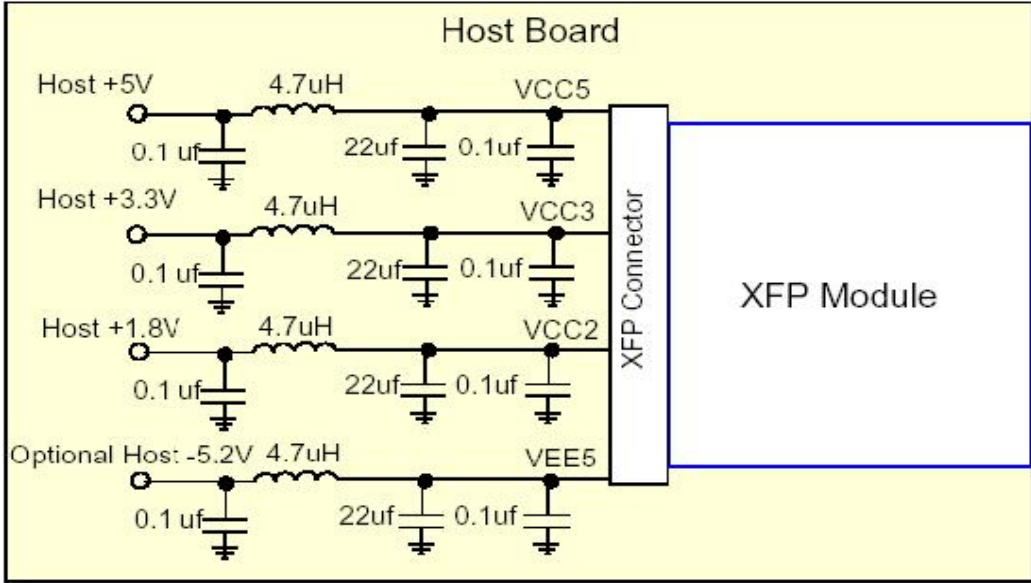 Host Board
Host +5V
4.7uH
VCC5
0.1 uf
22uf
0.1uf
Host +3.3V
4.7uH
VCC3
0.1 uf
22uf
0.1uf
Host +1.8V
4.7uH
VCC2
0.1 uf
22uf
0.1uf
Optional Host -5.2V
4.7uH
VEE5
0.1 uf
22uf
0.1uf
XFP Connector
XFP Module